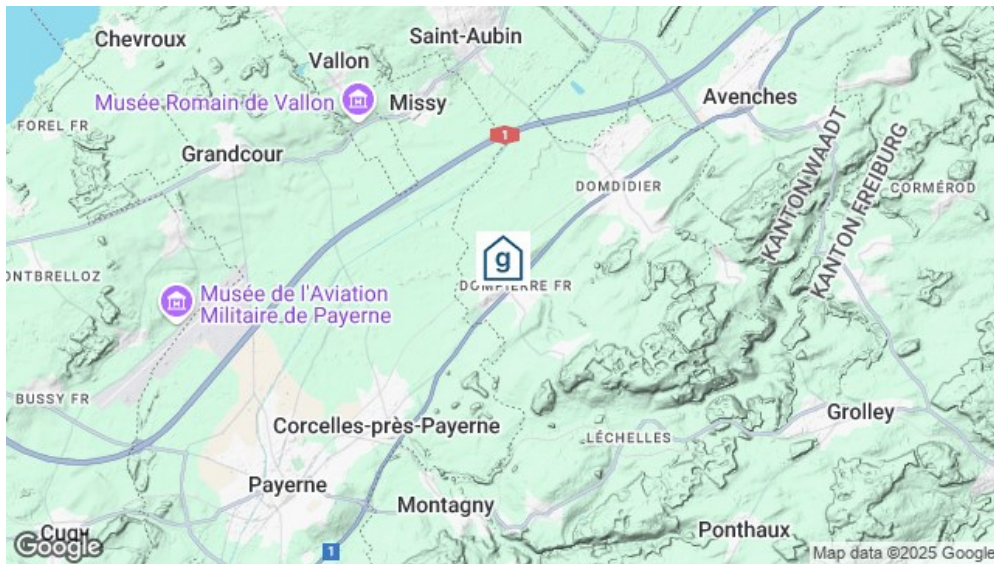 Chevroux
Saint-Aubin
Vallon
Musée Romain de Vallon
Missy
Avenches
FOREL FR
1
Grandcour
DOMDIDIER
KANTON WAADT
KANTON FREIBURG
CORMÉROD
g
DOMPIERRE FR
ONTBRELLOZ
Musée de l'Aviation
Militaire de Payerne
BUSSY FR
Grolley
Corcelles-près-Payerne
LÉCHELLES
Payerne
Montagny
Ponthaux
Cugy
1
Google
Map data ©2025 Google